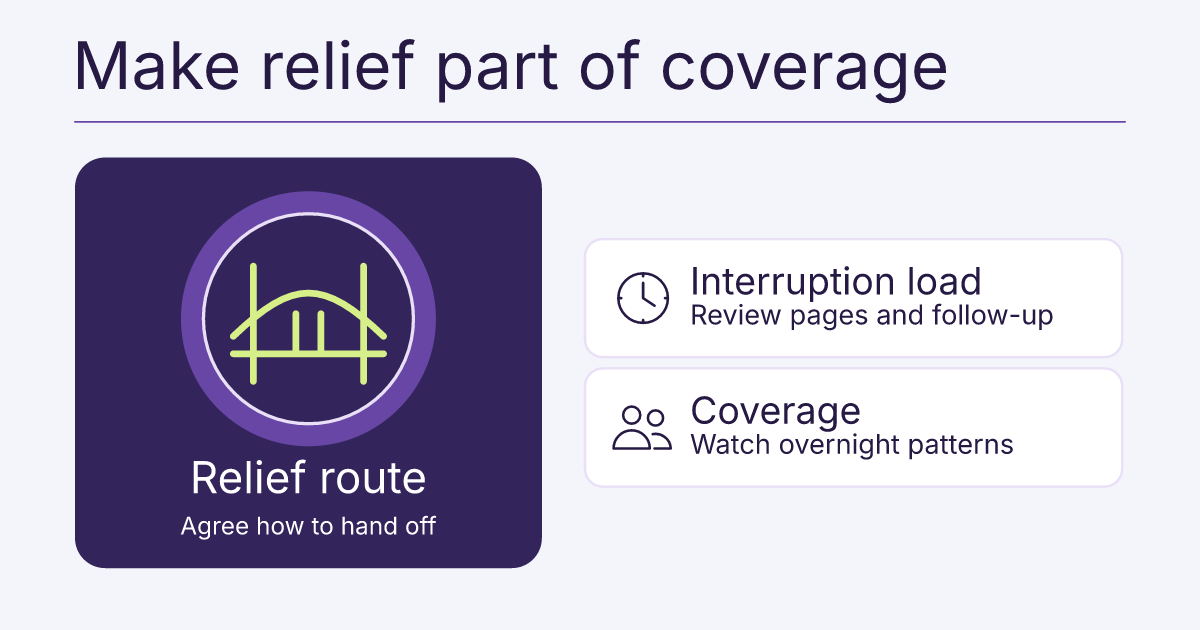 Make relief part of coverage
Relief route
Agree how to hand off
Interruption load
Review pages and follow-up
Coverage
Watch overnight patterns